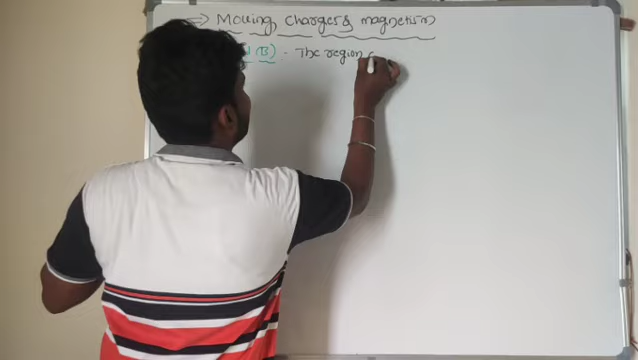 => Moving charges & magnetism
B) - The region